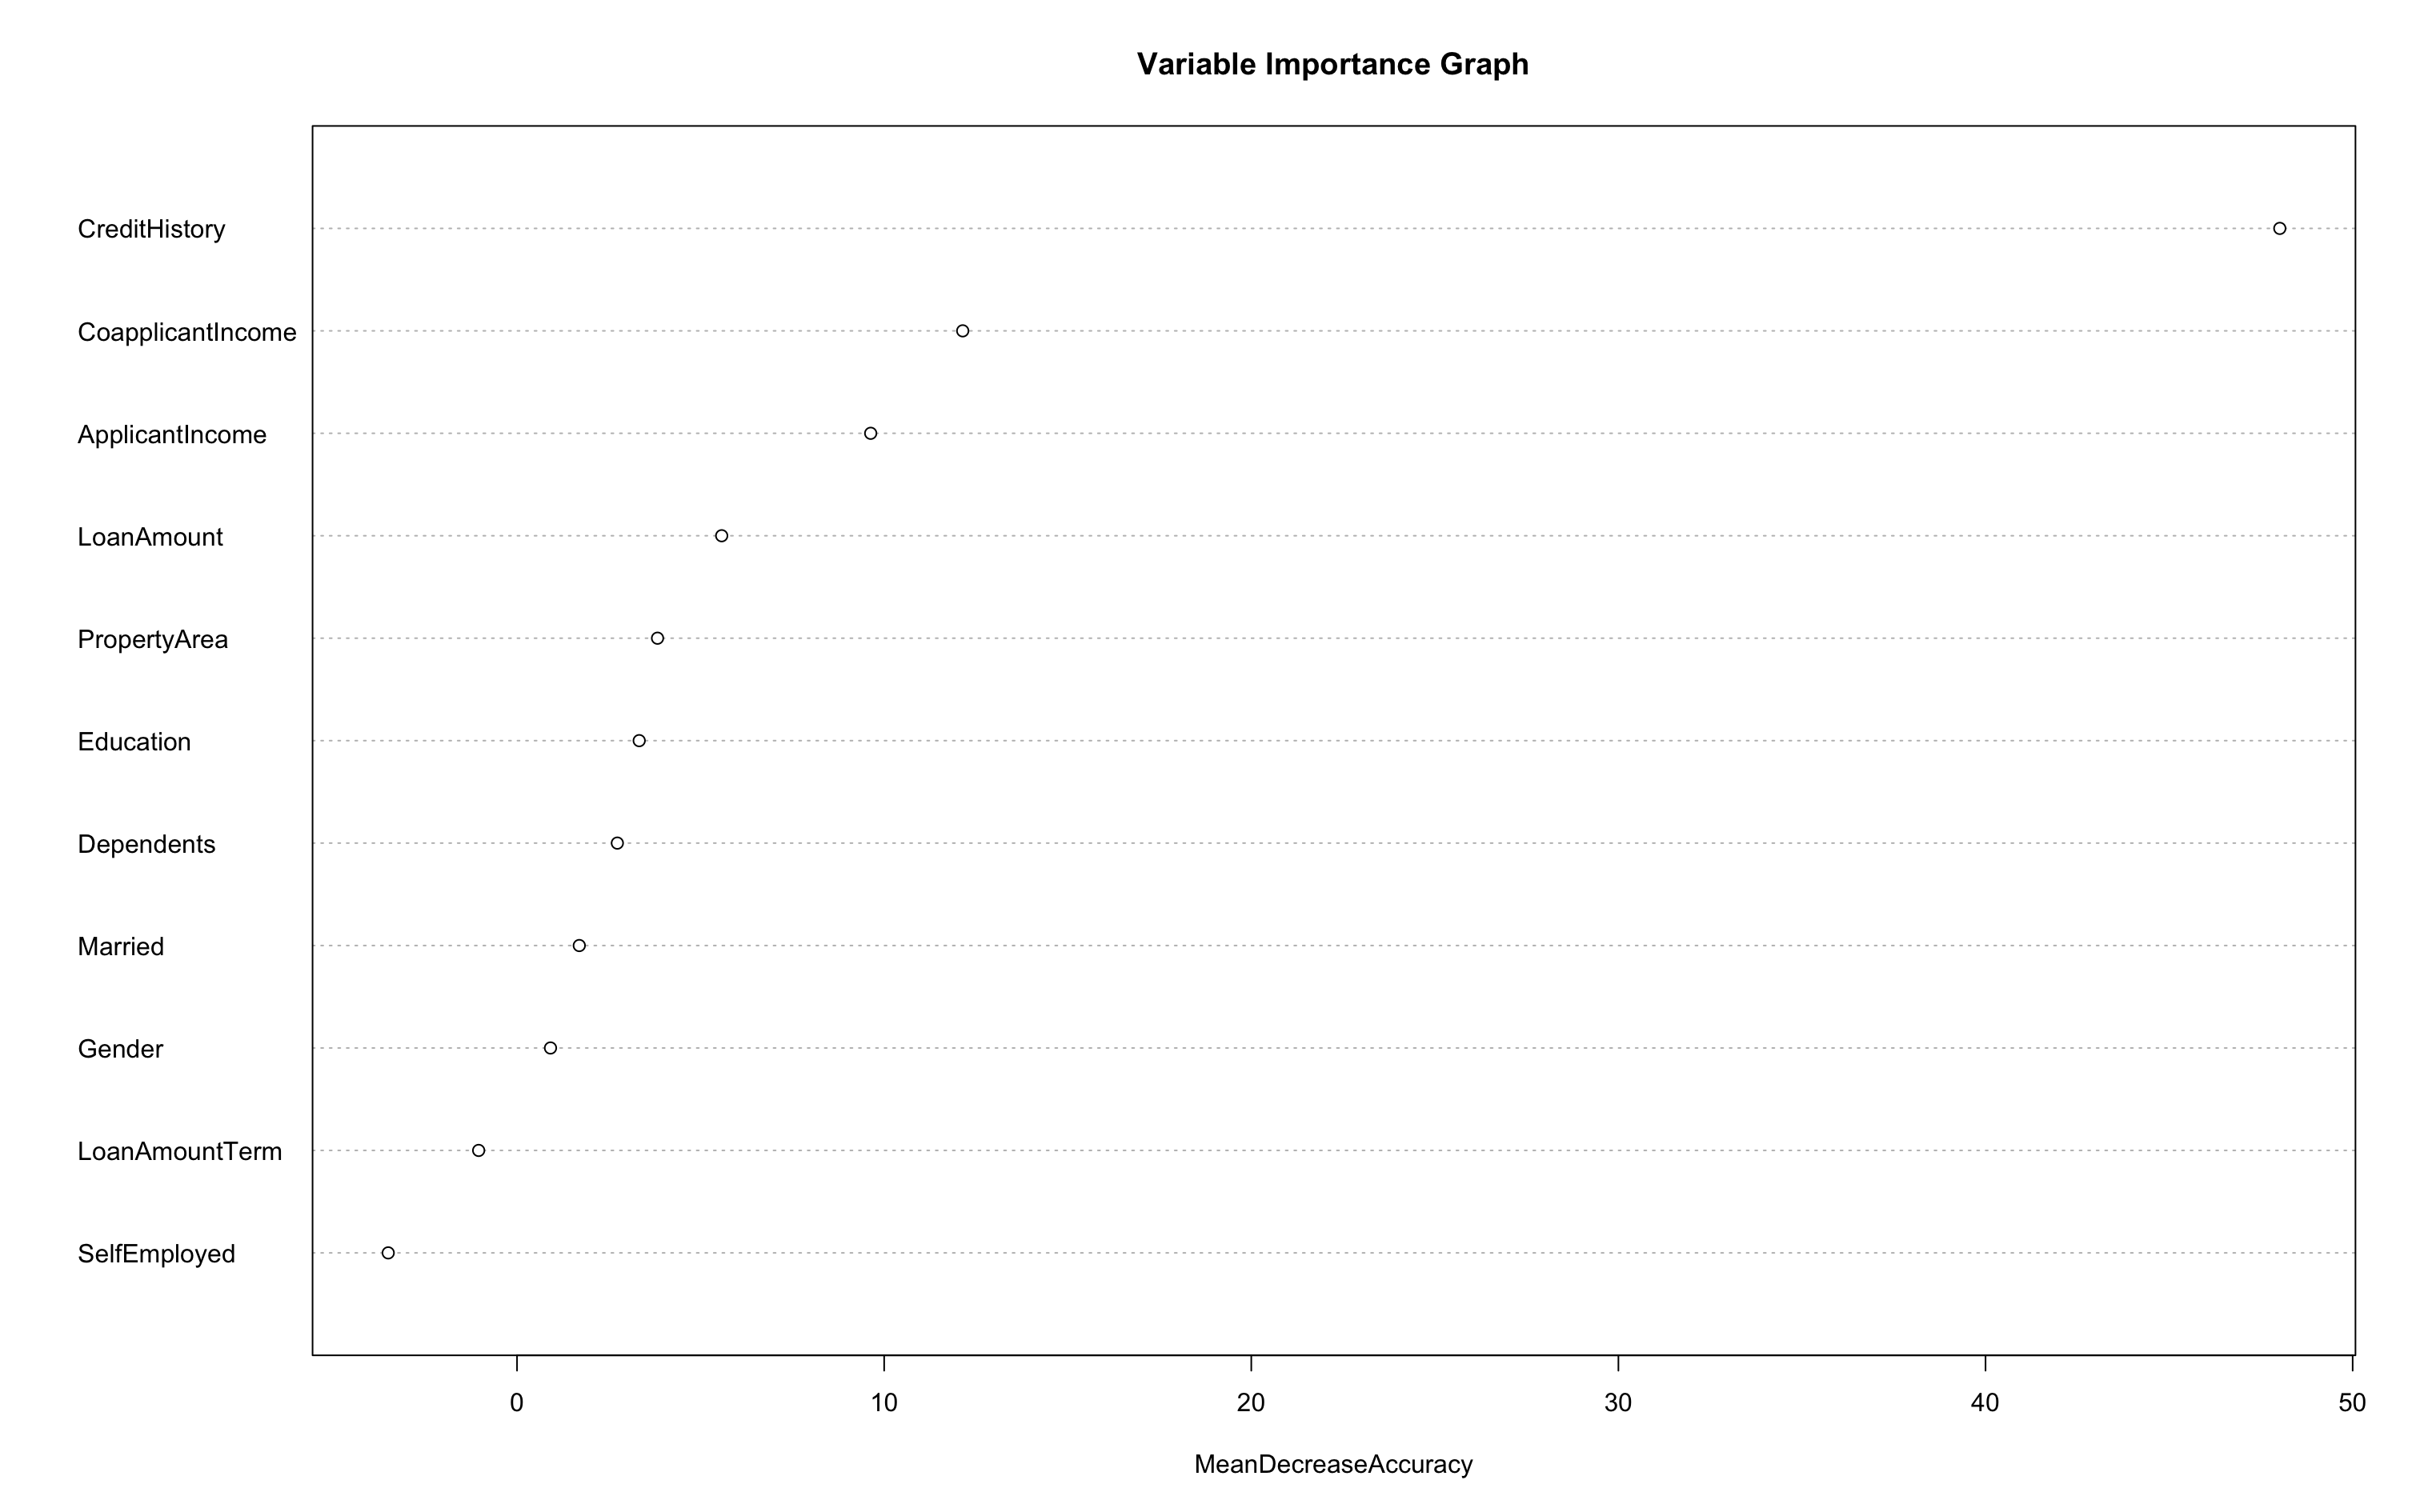 Variable Importance Graph
CreditHistory
CoapplicantIncome
ApplicantIncome
LoanAmount
PropertyArea
Education
Dependents
Married
Gender
LoanAmountTerm
SelfEmployed
0 10 20 30 40 50
MeanDecreaseAccuracy